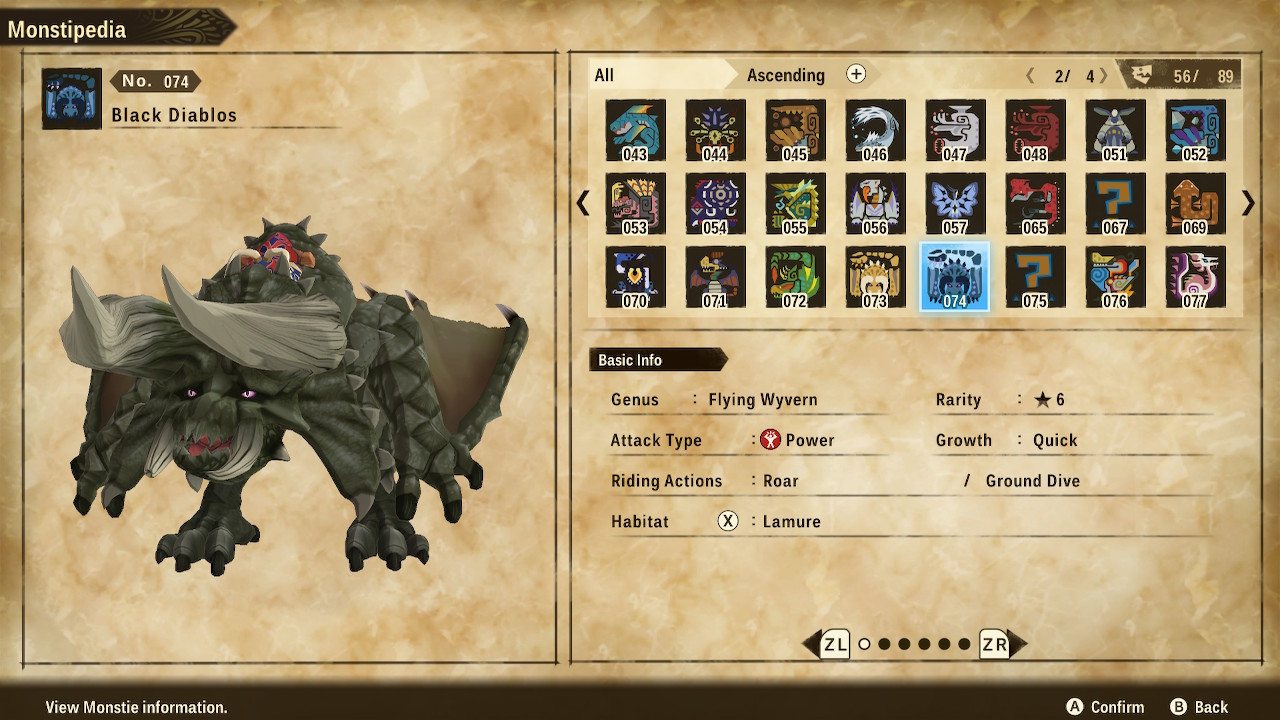 Monstipedia
No. 074
Black Diablos
All
Ascending
2/ 4
56/ 89
043 044 045 046 047 048 051 052
053 054 055 056 057 065 067 069
070 071 072 073 074 075 076 077
Basic Info
Genus : Flying Wyvern
Rarity : ★ 6
Attack Type : Power
Growth : Quick
Riding Actions : Roar / Ground Dive
Habitat X : Lamure
ZL ZR
View Monstie information.
A Confirm B Back